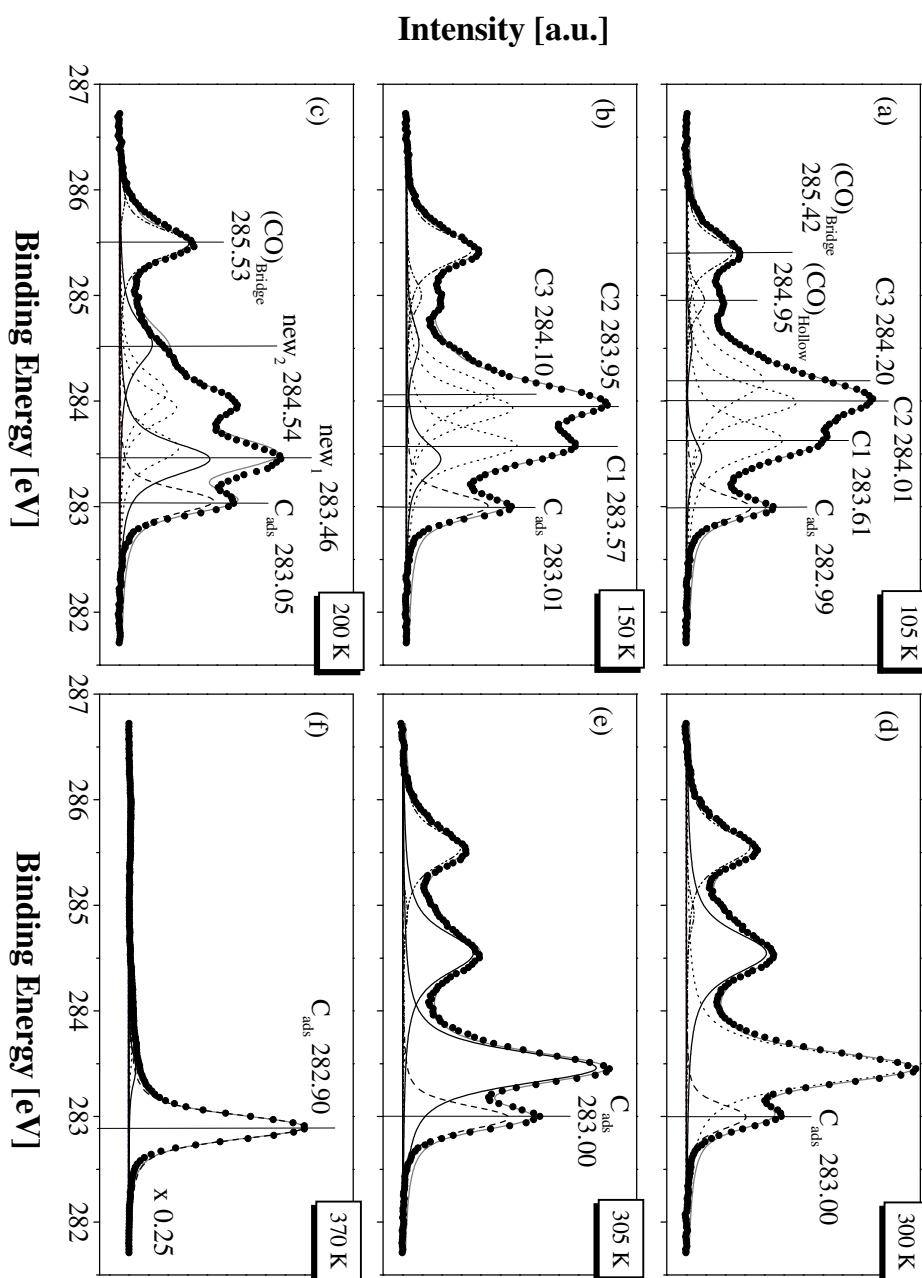 Intensity [a.u.]
(a)
105 K
(CO)Bridge
285.42
(CO)Hollow
284.95
C3 284.20
C2 284.01
C1 283.61
Cads 282.99
(b)
150 K
C3 284.10
C2 283.95
C1 283.57
Cads 283.01
(c)
200 K
(CO)Bridge
285.53
new2 284.54
new1 283.46
Cads 283.05
287 286 285 284 283 282
Binding Energy [eV]
(d)
300 K
Cads 283.00
(e)
305 K
Cads
283.00
(f)
370 K
Cads 282.90
x 0.25
287 286 285 284 283 282
Binding Energy [eV]